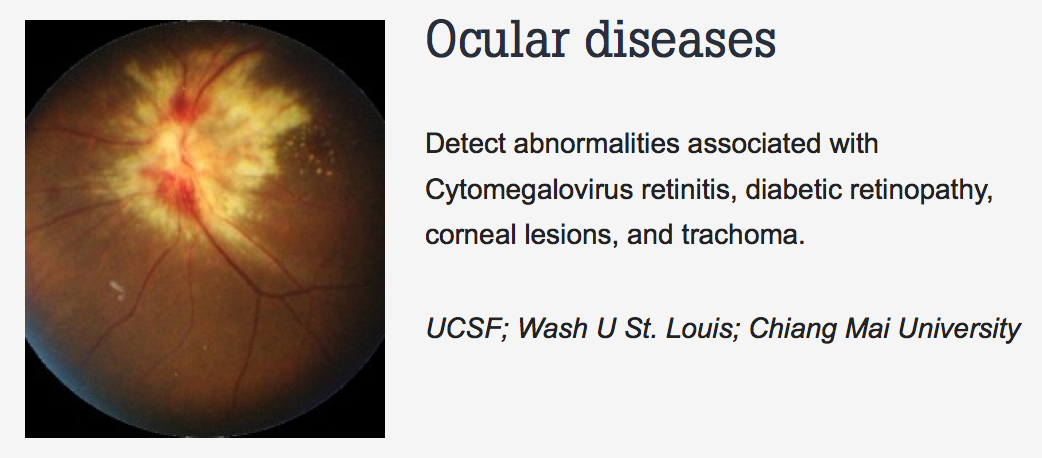 Ocular diseases
Detect abnormalities associated with
Cytomegalovirus retinitis, diabetic retinopathy,
corneal lesions, and trachoma.
UCSF; Wash U St. Louis; Chiang Mai University